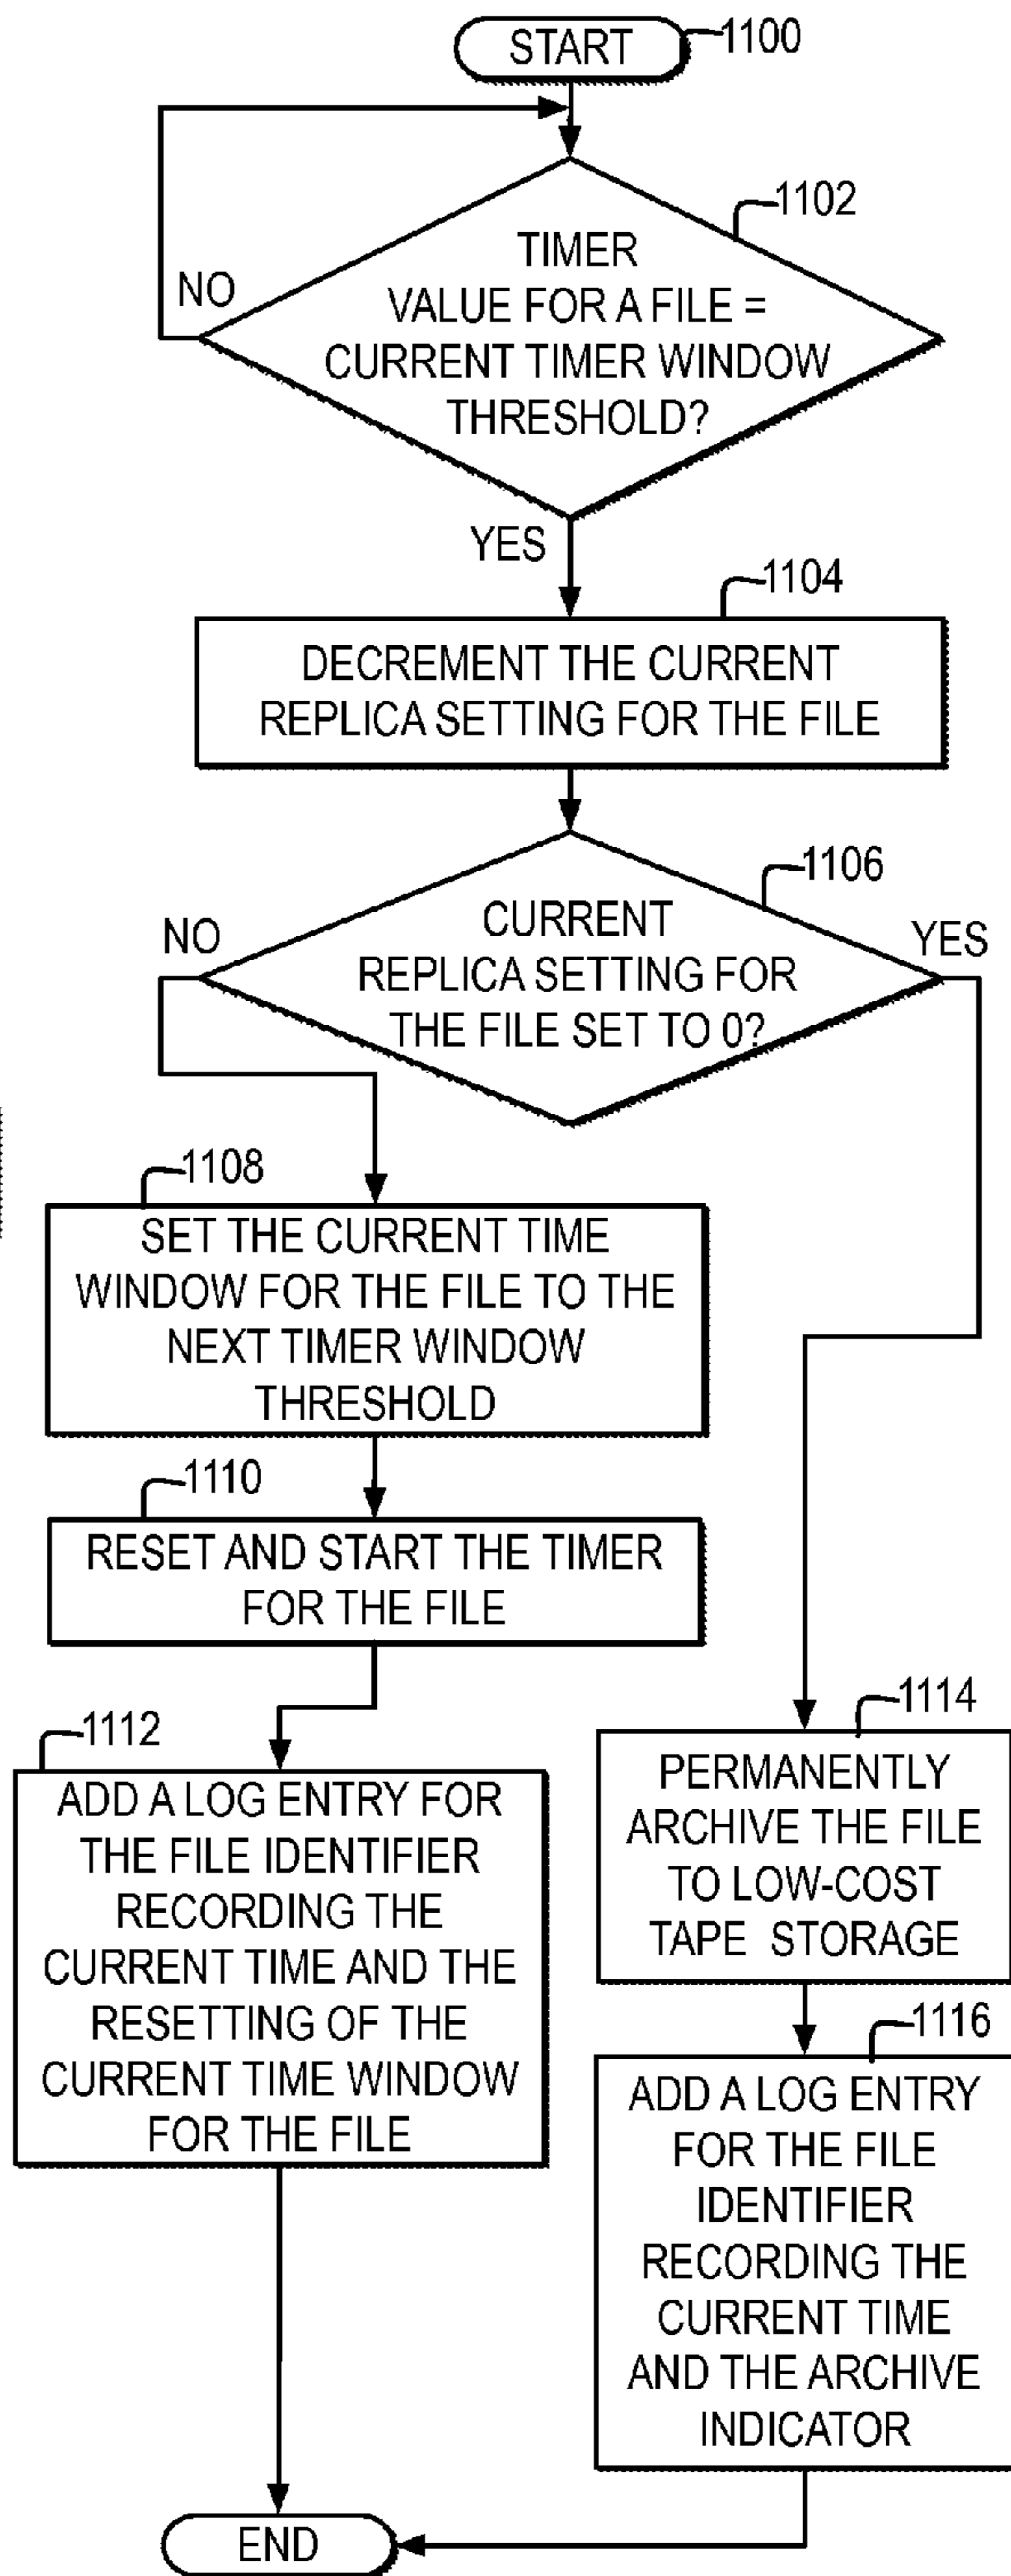 START
1100
1102
TIMER
VALUE FOR A FILE =
CURRENT TIMER WINDOW
THRESHOLD?
NO
YES
1104
DECREMENT THE CURRENT
REPLICA SETTING FOR THE FILE
1106
CURRENT
REPLICA SETTING FOR
THE FILE SET TO 0?
NO
YES
1108
SET THE CURRENT TIME
WINDOW FOR THE FILE TO THE
NEXT TIMER WINDOW
THRESHOLD
1110
RESET AND START THE TIMER
FOR THE FILE
1112
ADD A LOG ENTRY FOR
THE FILE IDENTIFIER
RECORDING THE
CURRENT TIME AND THE
RESETTING OF THE
CURRENT TIME WINDOW
FOR THE FILE
1114
PERMANENTLY
ARCHIVE THE FILE
TO LOW-COST
TAPE STORAGE
1116
ADD A LOG ENTRY
FOR THE FILE
IDENTIFIER
RECORDING THE
CURRENT TIME
AND THE ARCHIVE
INDICATOR
END